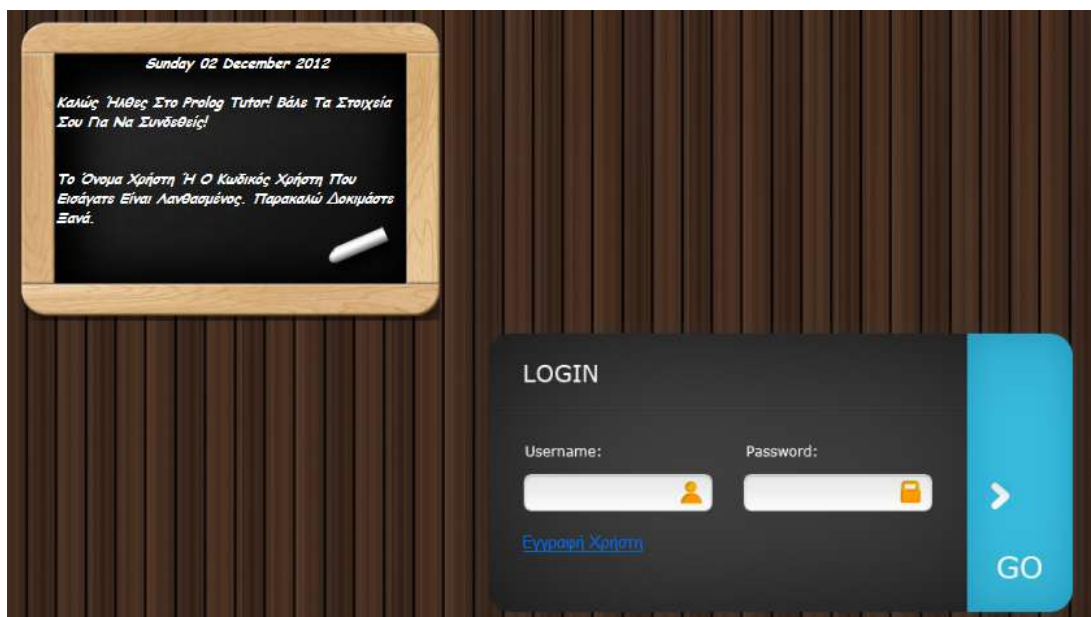 Sunday 02 December 2012
Καλώς Ήλθες Στο Prolog Tutor! Βάλε Τα Στοιχεία
Σου Για Να Συνδεθείς!
Το Όνομα Χρήστη Ή Ο Κωδικός Χρήστη Που
Εισάγατε Είναι Λανθασμένος. Παρακαλώ Δοκιμάστε
Ξανά.
LOGIN
Username:
Password:
Εγγραφή Χρήστη
GO